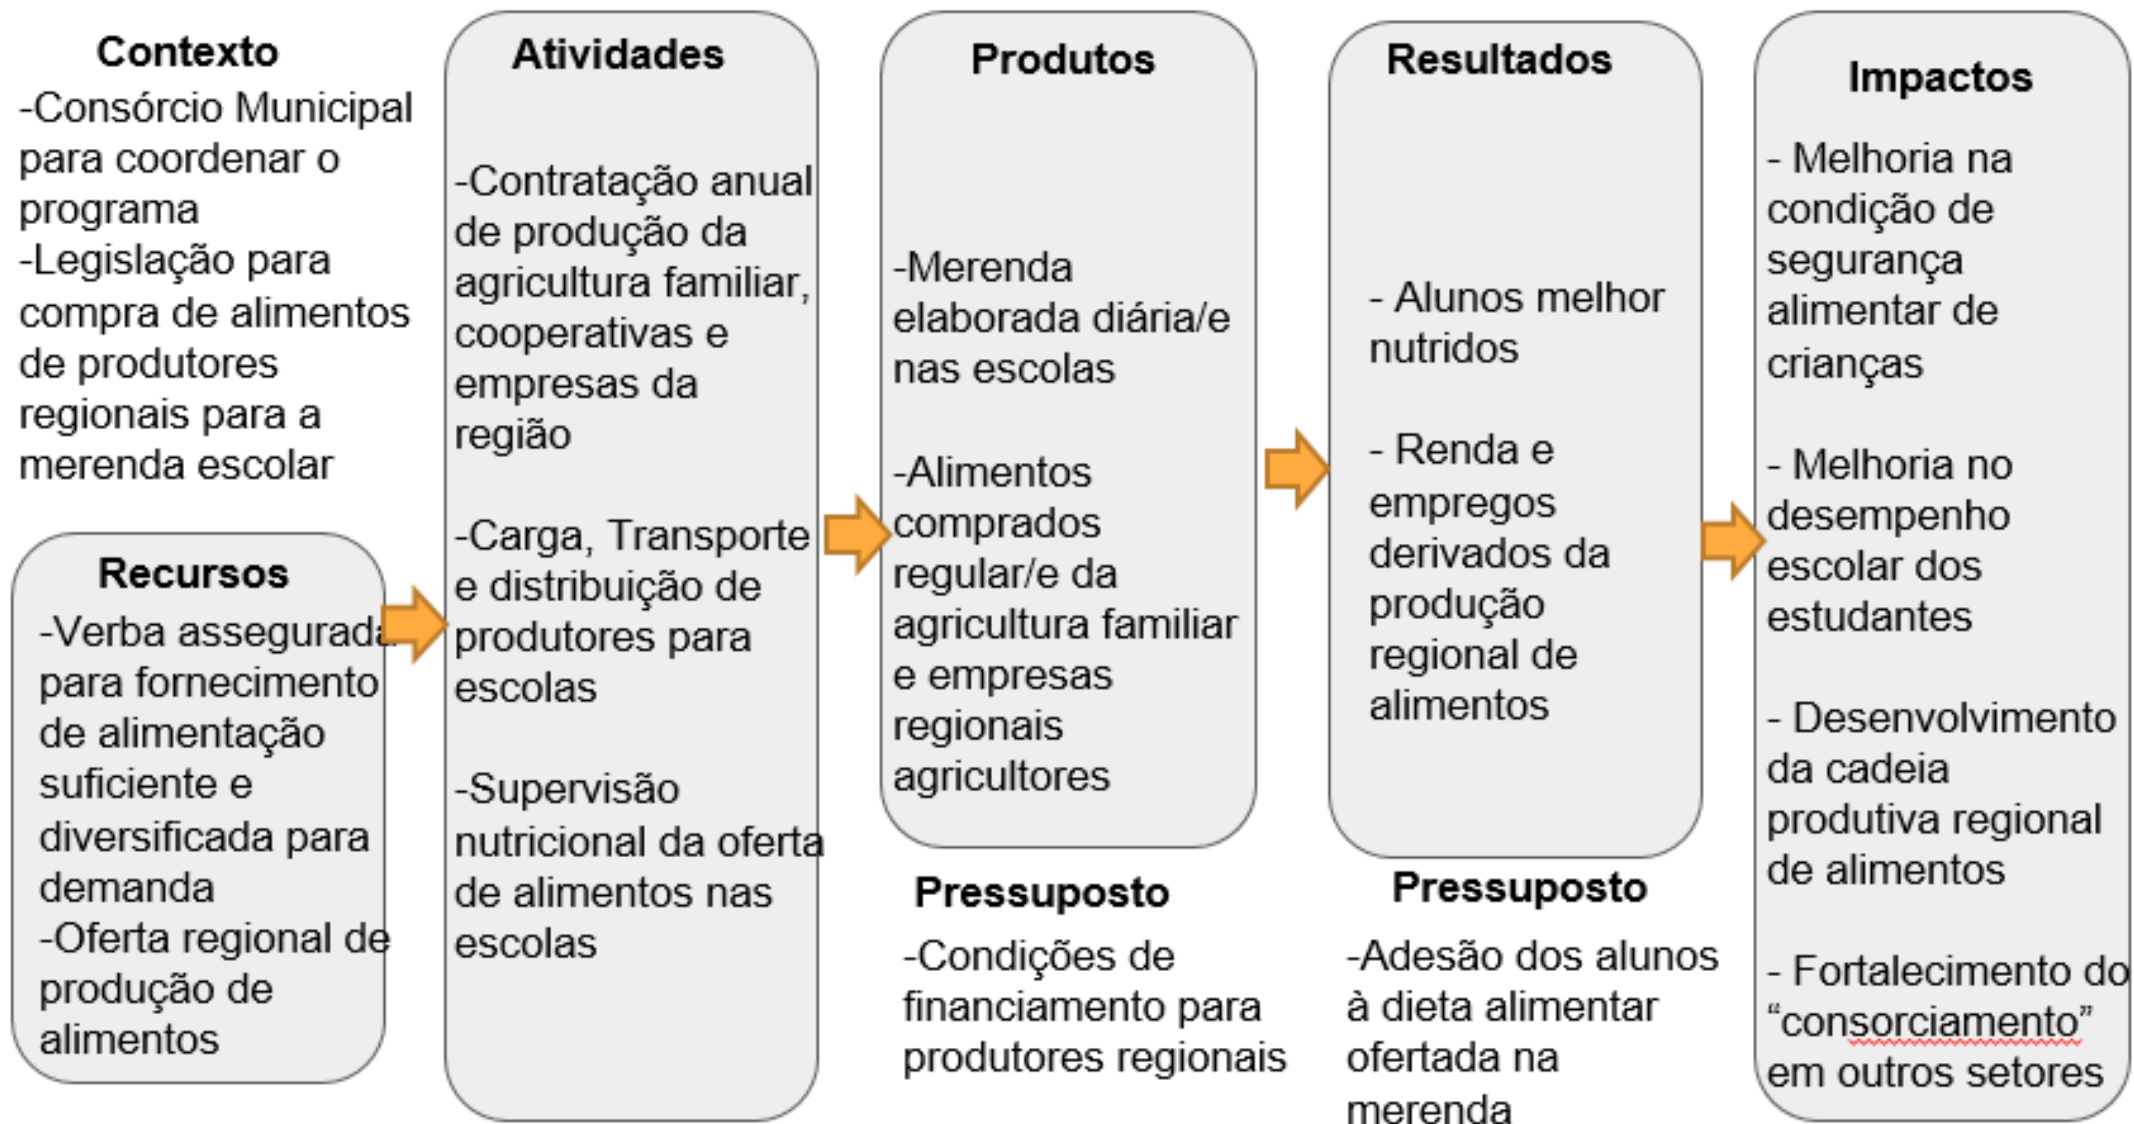 Contexto
-Consórcio Municipal
para coordenar o
programa
-Legislação para
compra de alimentos
de produtores
regionais para a
merenda escolar
Recursos
-Verba assegurada
para fornecimento
de alimentação
suficiente e
diversificada para
demanda
-Oferta regional de
produção de
alimentos
Atividades
-Contratação anual
de produção da
agricultura familiar,
cooperativas e
empresas da
região
-Carga, Transporte
e distribuição de
produtores para
escolas
-Supervisão
nutricional da oferta
de alimentos nas
escolas
Produtos
-Merenda
elaborada diária/e
nas escolas
-Alimentos
comprados
regular/e da
agricultura familiar
e empresas
regionais
agricultores
Pressuposto
-Condições de
financiamento para
produtores regionais
Resultados
- Alunos melhor
nutridos
- Renda e
empregos
derivados da
produção
regional de
alimentos
Pressuposto
-Adesão dos alunos
à dieta alimentar
ofertada na
merenda
Impactos
- Melhoria na
condição de
segurança
alimentar de
crianças
- Melhoria no
desempenho
escolar dos
estudantes
- Desenvolvimento
da cadeia
produtiva regional
de alimentos
- Fortalecimento do
“consorciamento”
em outros setores